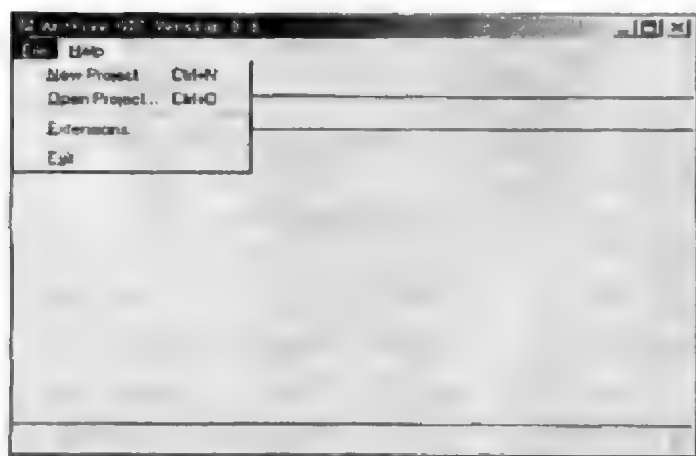 File Help
New Project Ctrl+N
Open Project... Ctrl+O
Extensions
Exit